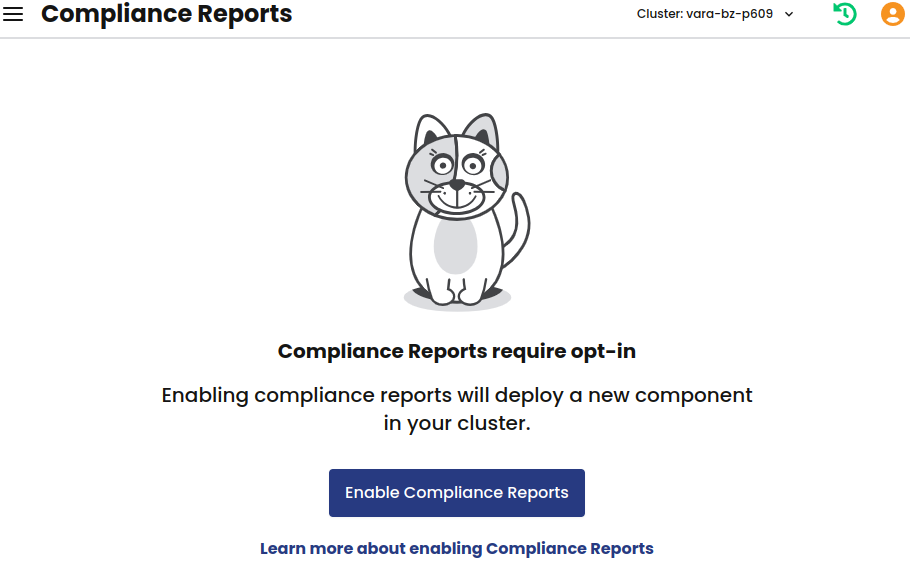 Compliance Reports
Cluster: vara-bz-p609
Compliance Reports require opt-in
Enabling compliance reports will deploy a new component
in your cluster.
Enable Compliance Reports
Learn more about enabling Compliance Reports